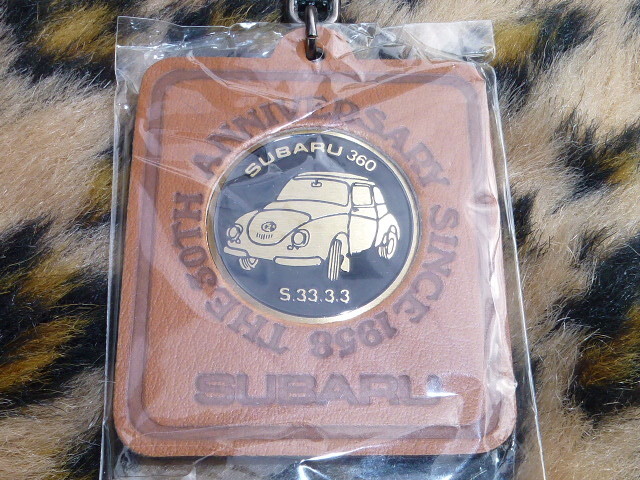 THE 30TH ANNIVERSARY SINCE 1958
SUBARU 360
S.33.3.3
SUBARU